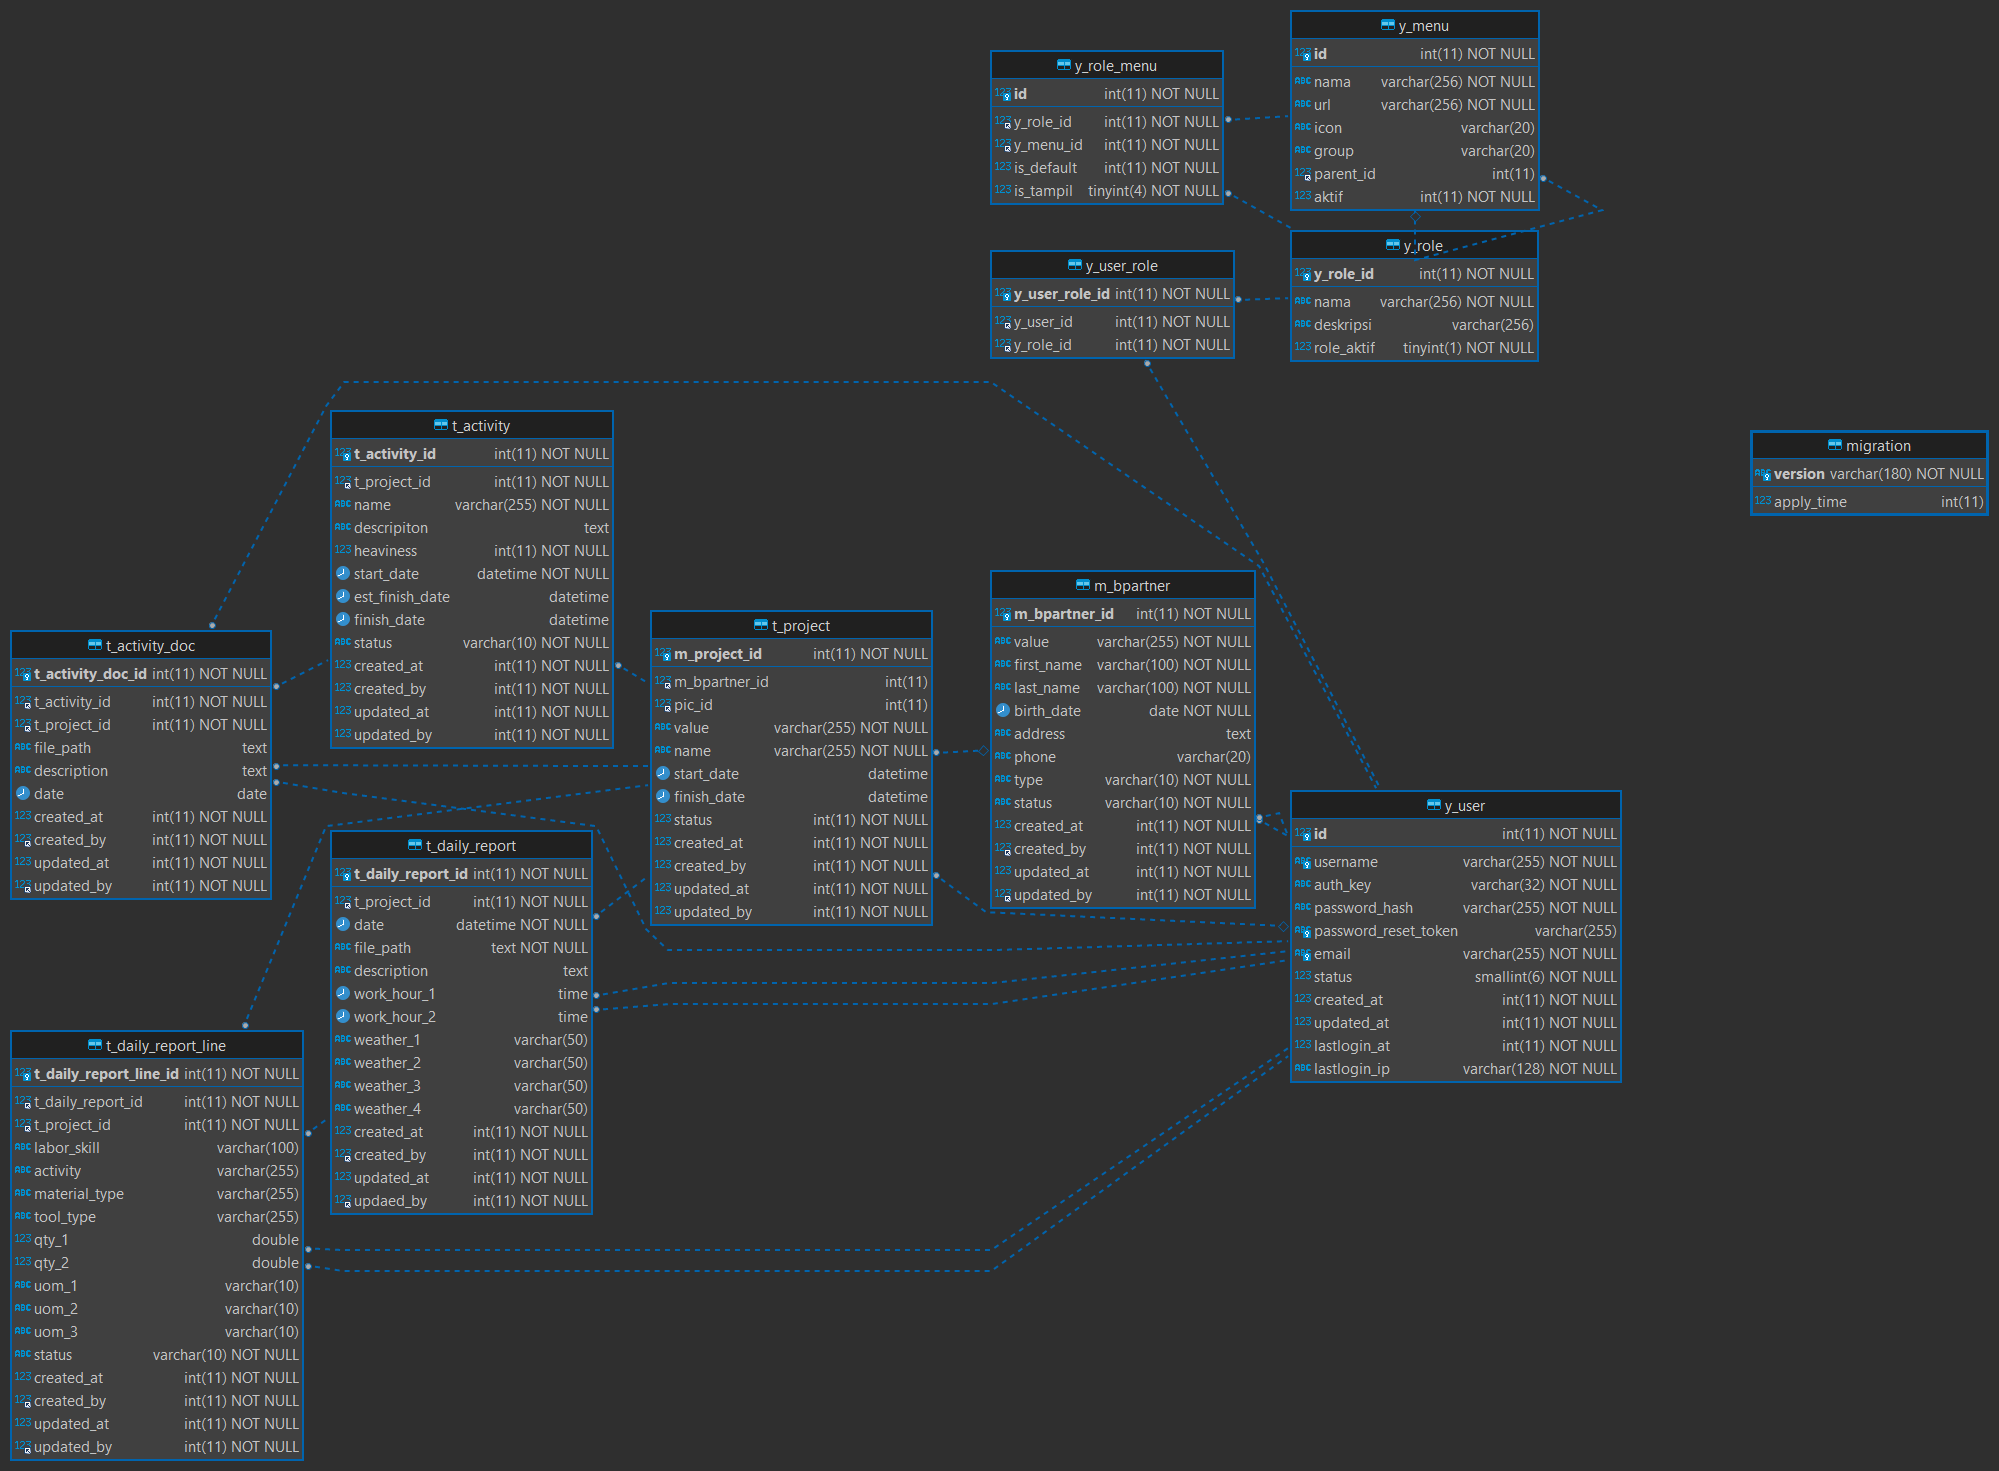 y_menu
id int(11) NOT NULL
nama varchar(256) NOT NULL
url varchar(256) NOT NULL
icon varchar(20)
group varchar(20)
parent_id int(11)
aktif int(11) NOT NULL
y_role_menu
id int(11) NOT NULL
y_role_id int(11) NOT NULL
y_menu_id int(11) NOT NULL
is_default int(11) NOT NULL
is_tampil tinyint(4) NOT NULL
y_role
y_role_id int(11) NOT NULL
nama varchar(256) NOT NULL
deskripsi varchar(256)
role_aktif tinyint(1) NOT NULL
y_user_role
y_user_role_id int(11) NOT NULL
y_user_id int(11) NOT NULL
y_role_id int(11) NOT NULL
migration
version varchar(180) NOT NULL
apply_time int(11)
t_activity
t_activity_id int(11) NOT NULL
t_project_id int(11) NOT NULL
name varchar(255) NOT NULL
descripiton text
heaviness int(11) NOT NULL
start_date datetime NOT NULL
est_finish_date datetime
finish_date datetime
status varchar(10) NOT NULL
created_at int(11) NOT NULL
created_by int(11) NOT NULL
updated_at int(11) NOT NULL
updated_by int(11) NOT NULL
m_bpartner
m_bpartner_id int(11) NOT NULL
value varchar(255) NOT NULL
first_name varchar(100) NOT NULL
last_name varchar(100) NOT NULL
birth_date date NOT NULL
address text
phone varchar(20)
type varchar(10) NOT NULL
status varchar(10) NOT NULL
created_at int(11) NOT NULL
created_by int(11) NOT NULL
updated_at int(11) NOT NULL
updated_by int(11) NOT NULL
t_project
m_project_id int(11) NOT NULL
m_bpartner_id int(11)
pic_id int(11)
value varchar(255) NOT NULL
name varchar(255) NOT NULL
start_date datetime
finish_date datetime
status int(11) NOT NULL
created_at int(11) NOT NULL
created_by int(11) NOT NULL
updated_at int(11) NOT NULL
updated_by int(11) NOT NULL
t_activity_doc
t_activity_doc_id int(11) NOT NULL
t_activity_id int(11) NOT NULL
t_project_id int(11) NOT NULL
file_path text
description text
date date
created_at int(11) NOT NULL
created_by int(11) NOT NULL
updated_at int(11) NOT NULL
updated_by int(11) NOT NULL
y_user
id int(11) NOT NULL
username varchar(255) NOT NULL
auth_key varchar(32) NOT NULL
password_hash varchar(255) NOT NULL
password_reset_token varchar(255)
email varchar(255) NOT NULL
status smallint(6) NOT NULL
created_at int(11) NOT NULL
updated_at int(11) NOT NULL
lastlogin_at int(11) NOT NULL
lastlogin_ip varchar(128) NOT NULL
t_daily_report
t_daily_report_id int(11) NOT NULL
t_project_id int(11) NOT NULL
date datetime NOT NULL
file_path text NOT NULL
description text
work_hour_1 time
work_hour_2 time
weather_1 varchar(50)
weather_2 varchar(50)
weather_3 varchar(50)
weather_4 varchar(50)
created_at int(11) NOT NULL
created_by int(11) NOT NULL
updated_at int(11) NOT NULL
updaed_by int(11) NOT NULL
t_daily_report_line
t_daily_report_line_id int(11) NOT NULL
t_daily_report_id int(11) NOT NULL
t_project_id int(11) NOT NULL
labor_skill varchar(100)
activity varchar(255)
material_type varchar(255)
tool_type varchar(255)
qty_1 double
qty_2 double
uom_1 varchar(10)
uom_2 varchar(10)
uom_3 varchar(10)
status varchar(10) NOT NULL
created_at int(11) NOT NULL
created_by int(11) NOT NULL
updated_at int(11) NOT NULL
updated_by int(11) NOT NULL